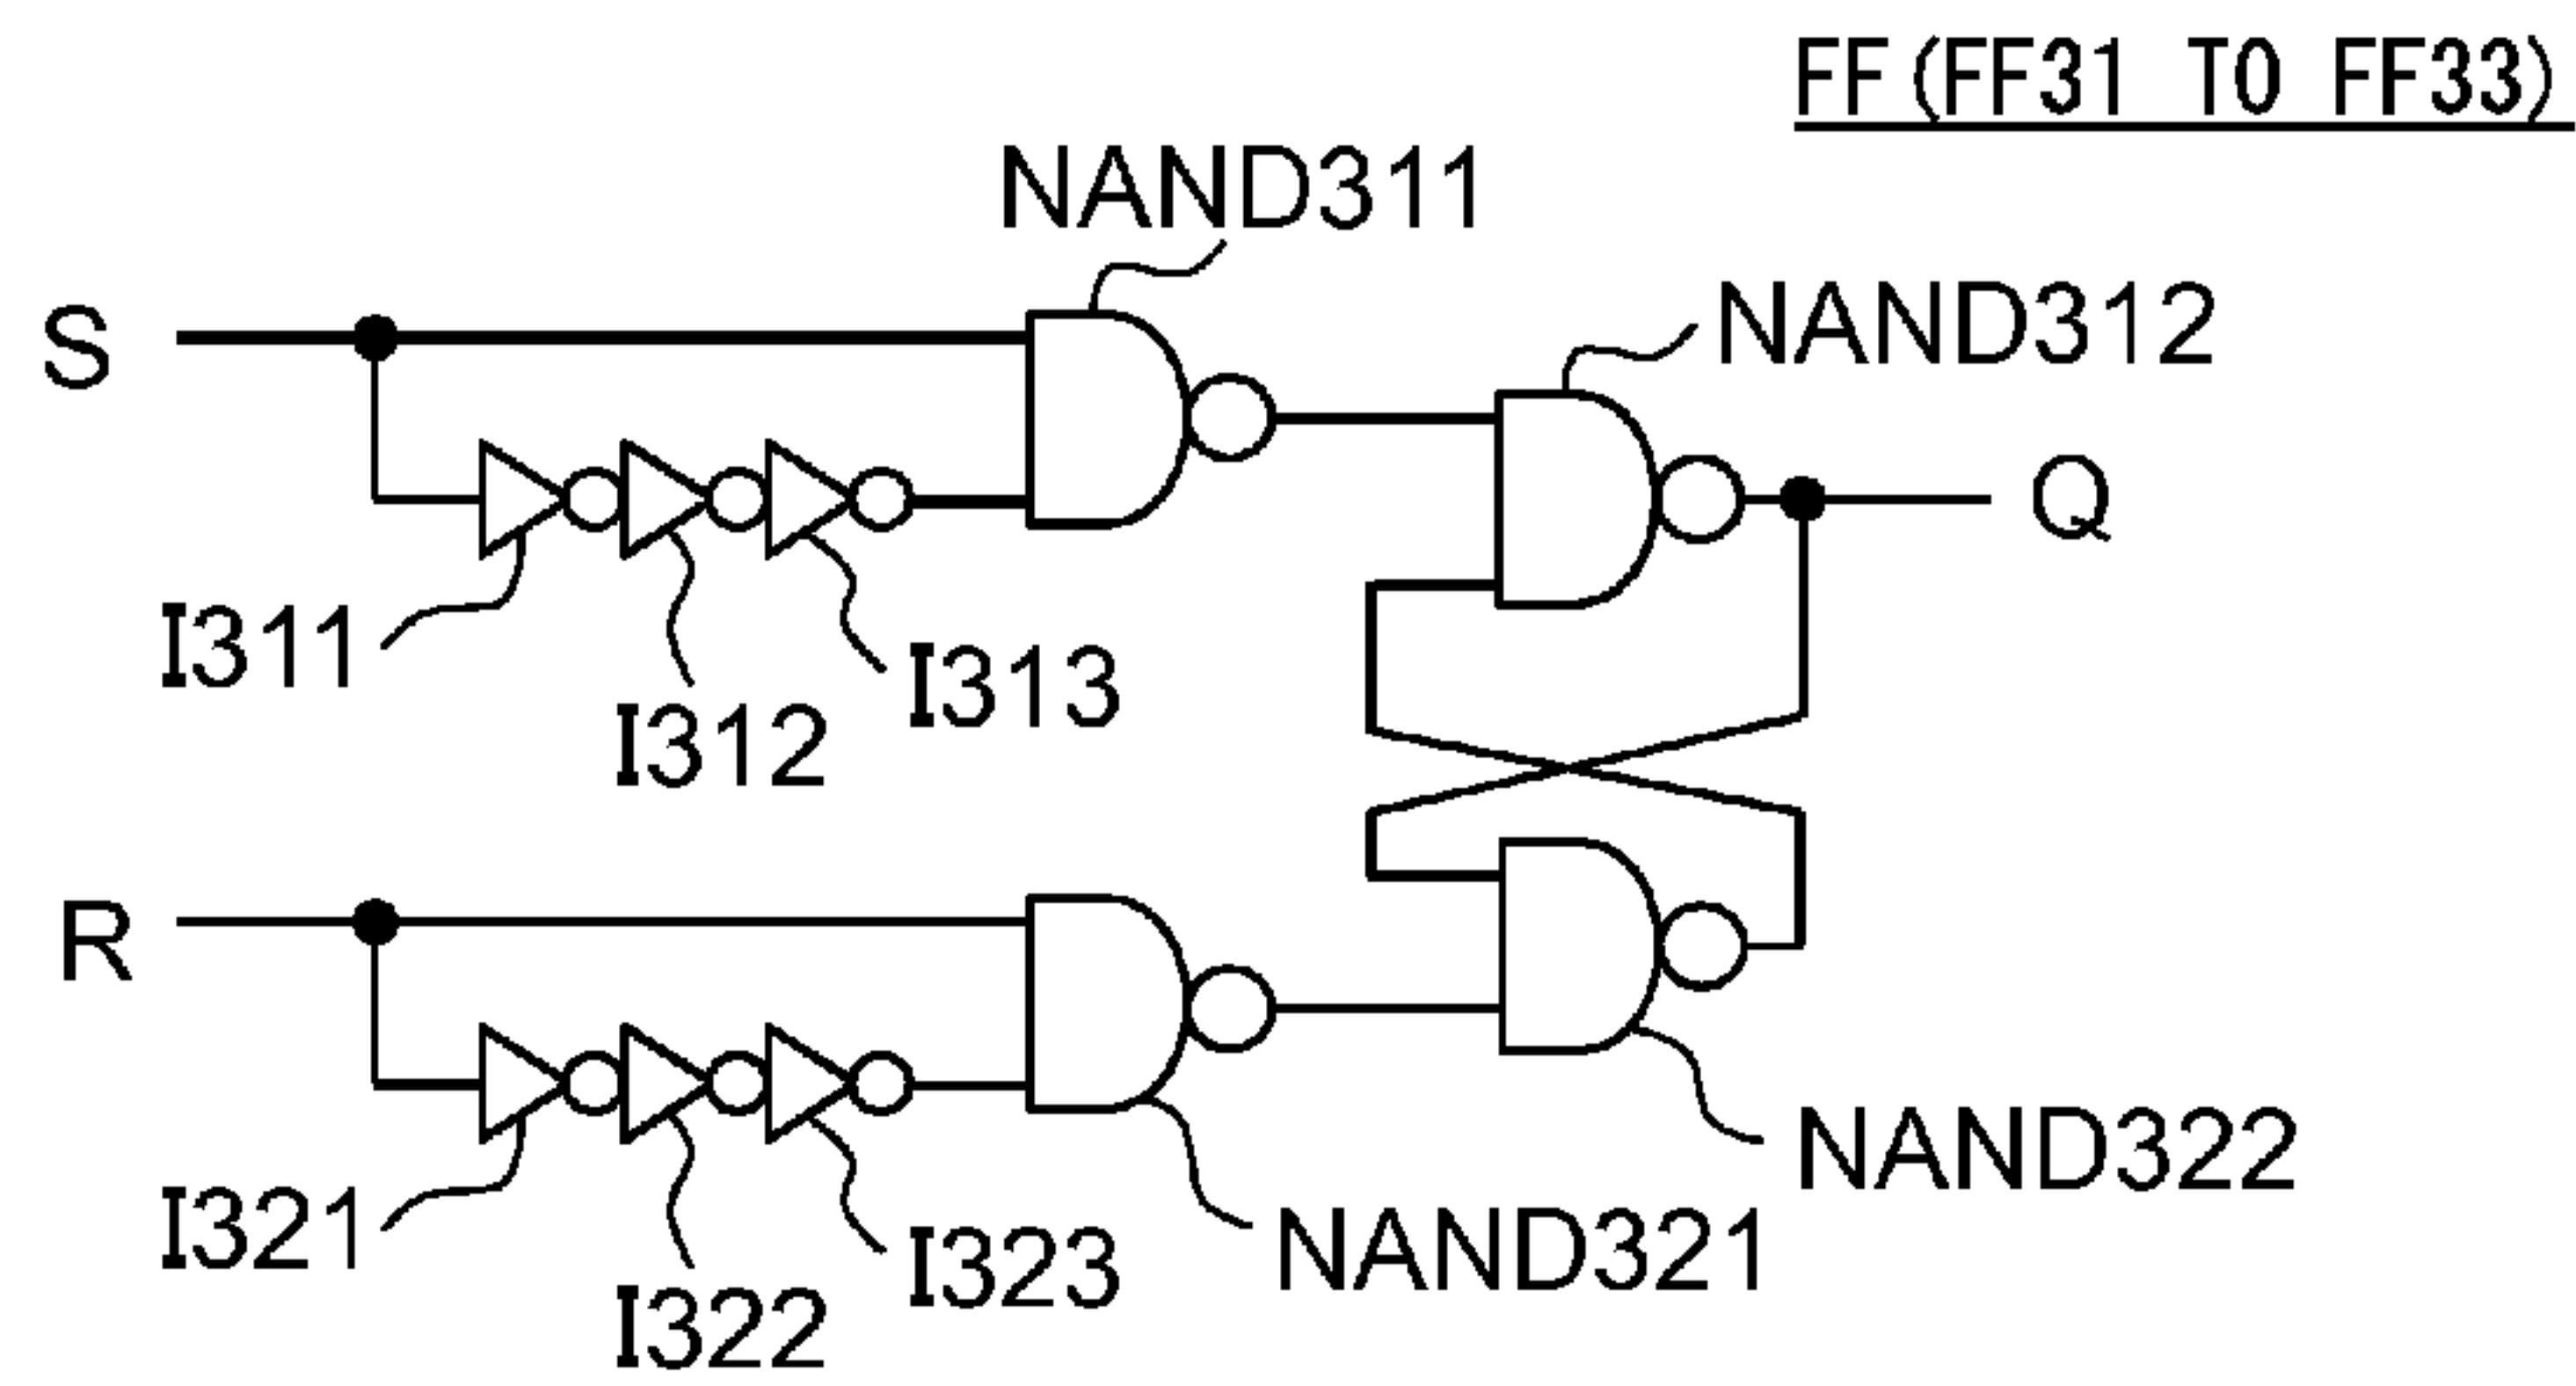 FF(FF31 TO FF33)
NAND311
NAND312
S
Q
I311
I313
I312
R
NAND322
I321
I323
NAND321
I322